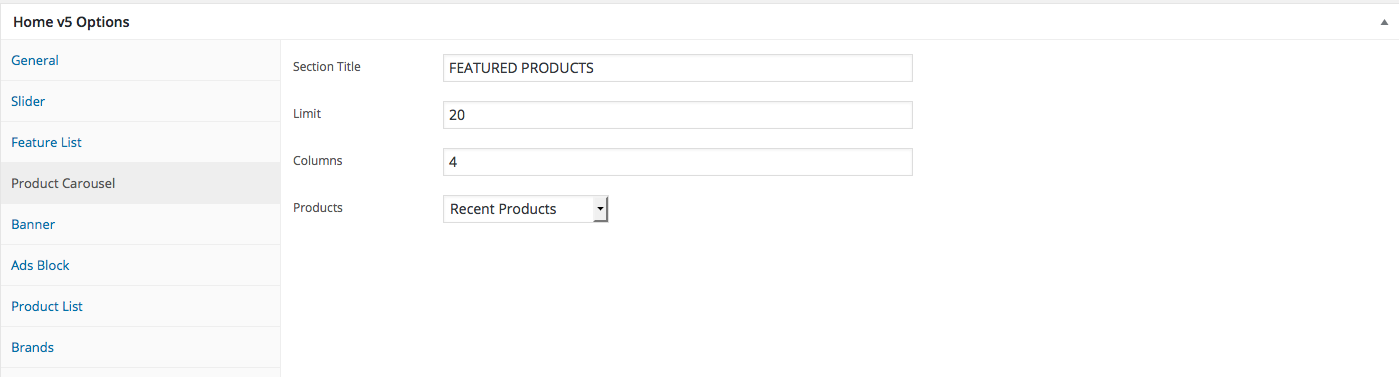 Home v5 Options
General
Slider
Feature List
Product Carousel
Banner
Ads Block
Product List
Brands
Section Title FEATURED PRODUCTS
Limit 20
Columns 4
Products Recent Products